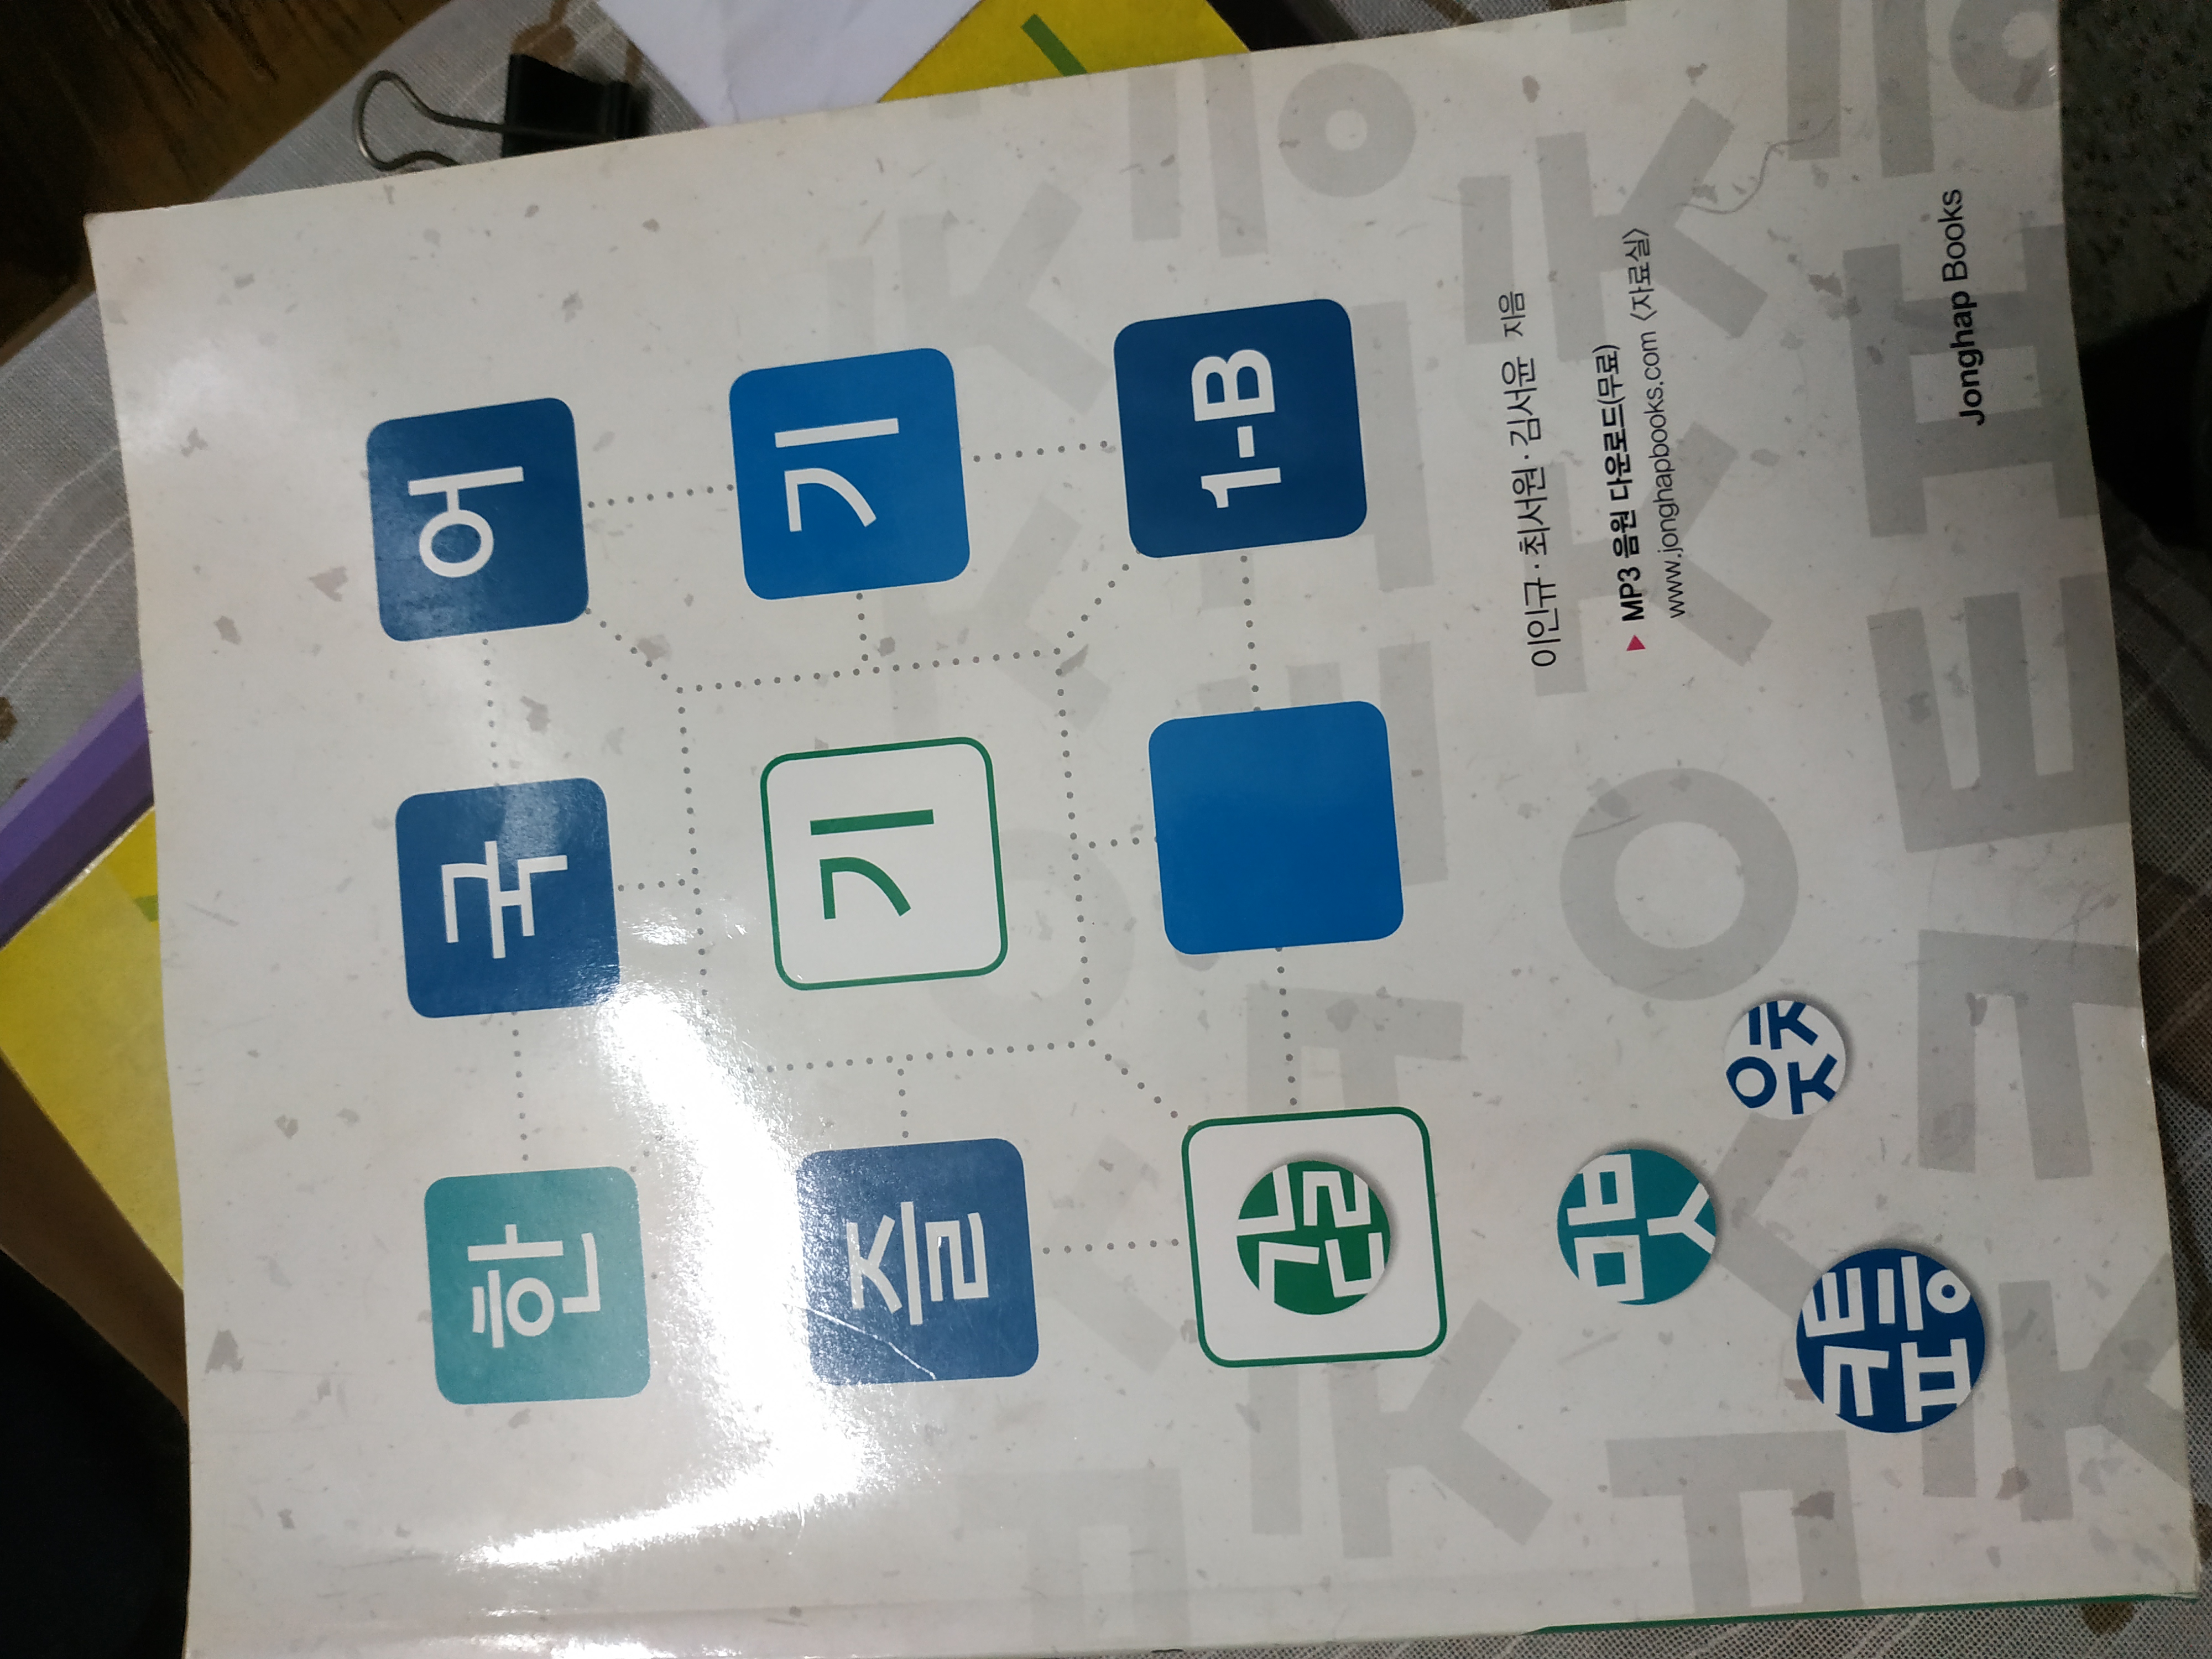 한 국 어
즐 기 기
1-B
이인규 · 최서원 · 김서윤 지음
▶ MP3 음원 다운로드(무료)
www.jonghapbooks.com 〈자료실〉
Jonghap Books